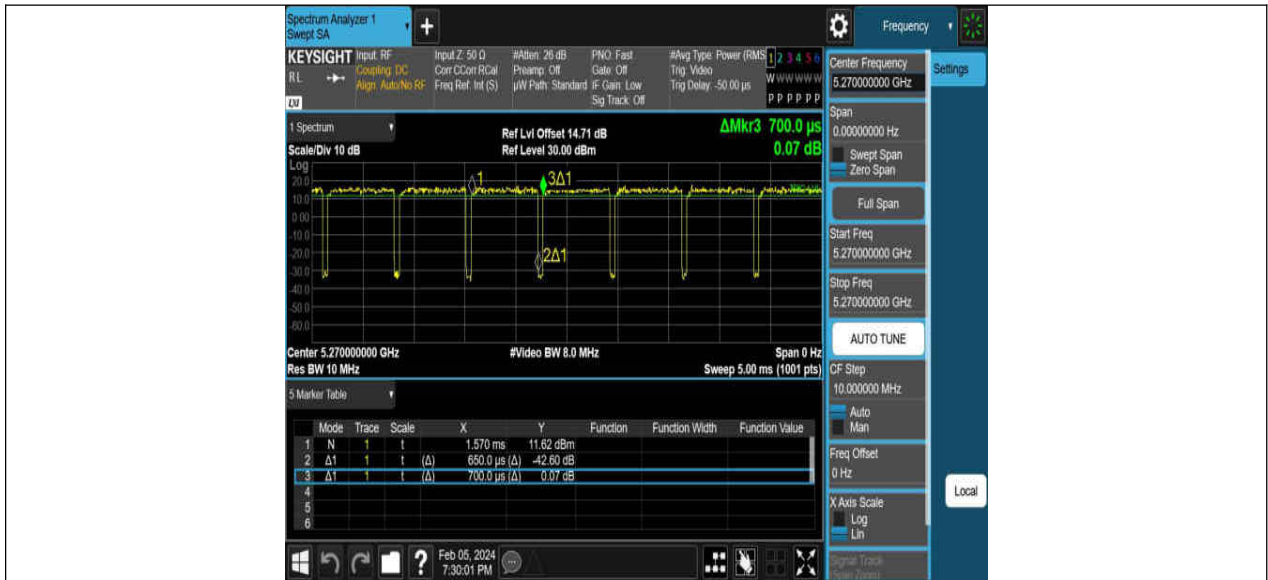 Spectrum Analyzer 1
Swept SA
+
Frequency
KEYSIGHT
RL
Input: RF
Coupling: DC
Align: Auto/No RF
Input Z: 50 Ω
Corr CCorr RCal
Freq Ref: Int (S)
#Atten: 26 dB
Preamp: Off
µW Path: Standard
PNO: Fast
Gate: Off
IF Gain: Low
Sig Track: Off
#Avg Type: Power (RMS
Trig: Video
Trig Delay: -50.00 µs
1 2 3 4 5 6
W W W W W W
P P P P P P
Center Frequency
5.270000000 GHz
Settings
1 Spectrum
Scale/Div 10 dB
Ref Lvl Offset 14.71 dB
Ref Level 30.00 dBm
ΔMkr3 700.0 µs
0.07 dB
Log
20.0
10.0
0.00
-10.0
-20.0
-30.0
-40.0
-50.0
-60.0
1
3Δ1
2Δ1
Center 5.270000000 GHz
Res BW 10 MHz
#Video BW 8.0 MHz
Span 0 Hz
Sweep 5.00 ms (1001 pts)
Span
0.00000000 Hz
Swept Span
Zero Span
Full Span
Start Freq
5.270000000 GHz
Stop Freq
5.270000000 GHz
AUTO TUNE
CF Step
10.000000 MHz
Auto
Man
Freq Offset
0 Hz
X Axis Scale
Log
Lin
Signal Track
(Span Zoom)
Local
5 Marker Table
Mode Trace Scale X Y Function Function Width Function Value
1 N 1 t 1.570 ms 11.62 dBm
2 Δ1 1 t (Δ) 650.0 µs (Δ) -42.60 dB
3 Δ1 1 t (Δ) 700.0 µs (Δ) 0.07 dB
4
5
6
?
Feb 05, 2024
7:30:01 PM